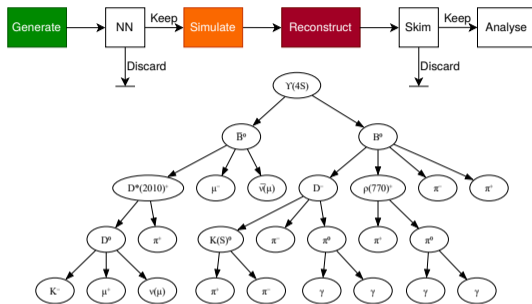 Generate NN Keep Simulate Reconstruct Skim Keep Analyse
Discard Discard
Υ(4S)
B̄⁰ B⁰
D*(2010)⁺ μ⁻ ν̄(μ) D⁻ ρ(770)⁺ π⁻ π⁺
D⁰ π⁺ K(S)⁰ π⁻ π⁰ π⁺ π⁰
K⁻ μ⁺ ν(μ) π⁺ π⁻ γ γ γ γ